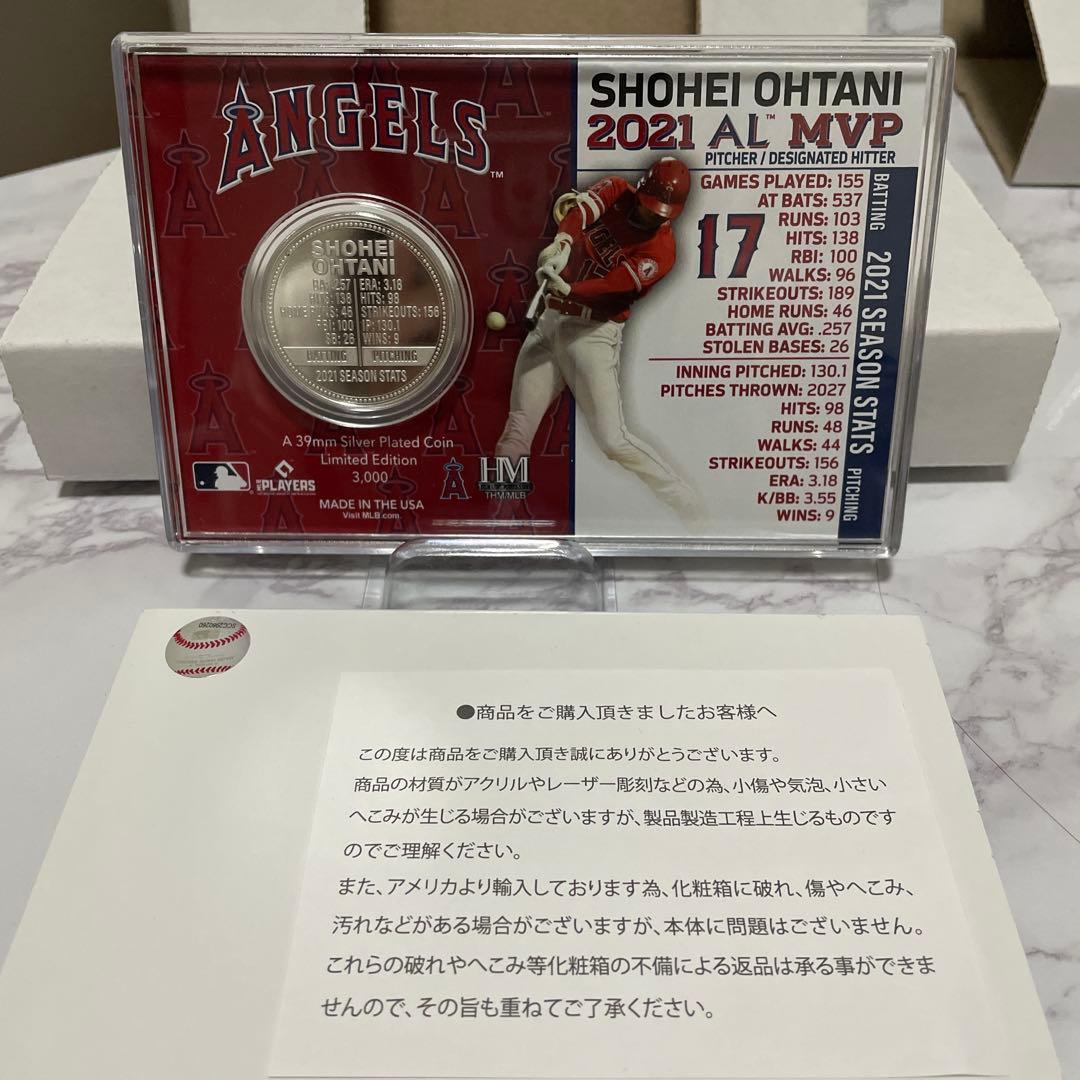 ANGELS™
SHOHEI OHTANI
2021 AL™ MVP
PITCHER / DESIGNATED HITTER
GAMES PLAYED: 155
AT BATS: 537
RUNS: 103
HITS: 138
RBI: 100
WALKS: 96
STRIKEOUTS: 189
HOME RUNS: 46
BATTING AVG: .257
STOLEN BASES: 26
INNING PITCHED: 130.1
PITCHES THROWN: 2027
HITS: 98
RUNS: 48
WALKS: 44
STRIKEOUTS: 156
ERA: 3.18
K/BB: 3.55
WINS: 9
BATTING 2021 SEASON STATS PITCHING
17
SHOHEI
OHTANI
BA: .257 ERA: 3.18
HITS: 138 HITS: 98
HOME RUNS: 46 STRIKEOUTS: 156
RBI: 100 IP: 130.1
SB: 26 WINS: 9
BATTING PITCHING
2021 SEASON STATS
A 39mm Silver Plated Coin
Limited Edition
3,000
PLAYERS
MADE IN THE USA
Visit MLB.com.
HM
THM/MLB
●商品をご購入頂きましたお客様へ
この度は商品をご購入頂き誠にありがとうございます。
商品の材質がアクリルやレーザー彫刻などの為、小傷や気泡、小さい
へこみが生じる場合がございますが、製品製造工程上生じるものです
のでご理解ください。
また、アメリカより輸入しております為、化粧箱に破れ、傷やへこみ、
汚れなどがある場合がございますが、本体に問題はございません。
これらの破れやへこみ等化粧箱の不備による返品は承る事ができま
せんので、その旨も重ねてご了承ください。